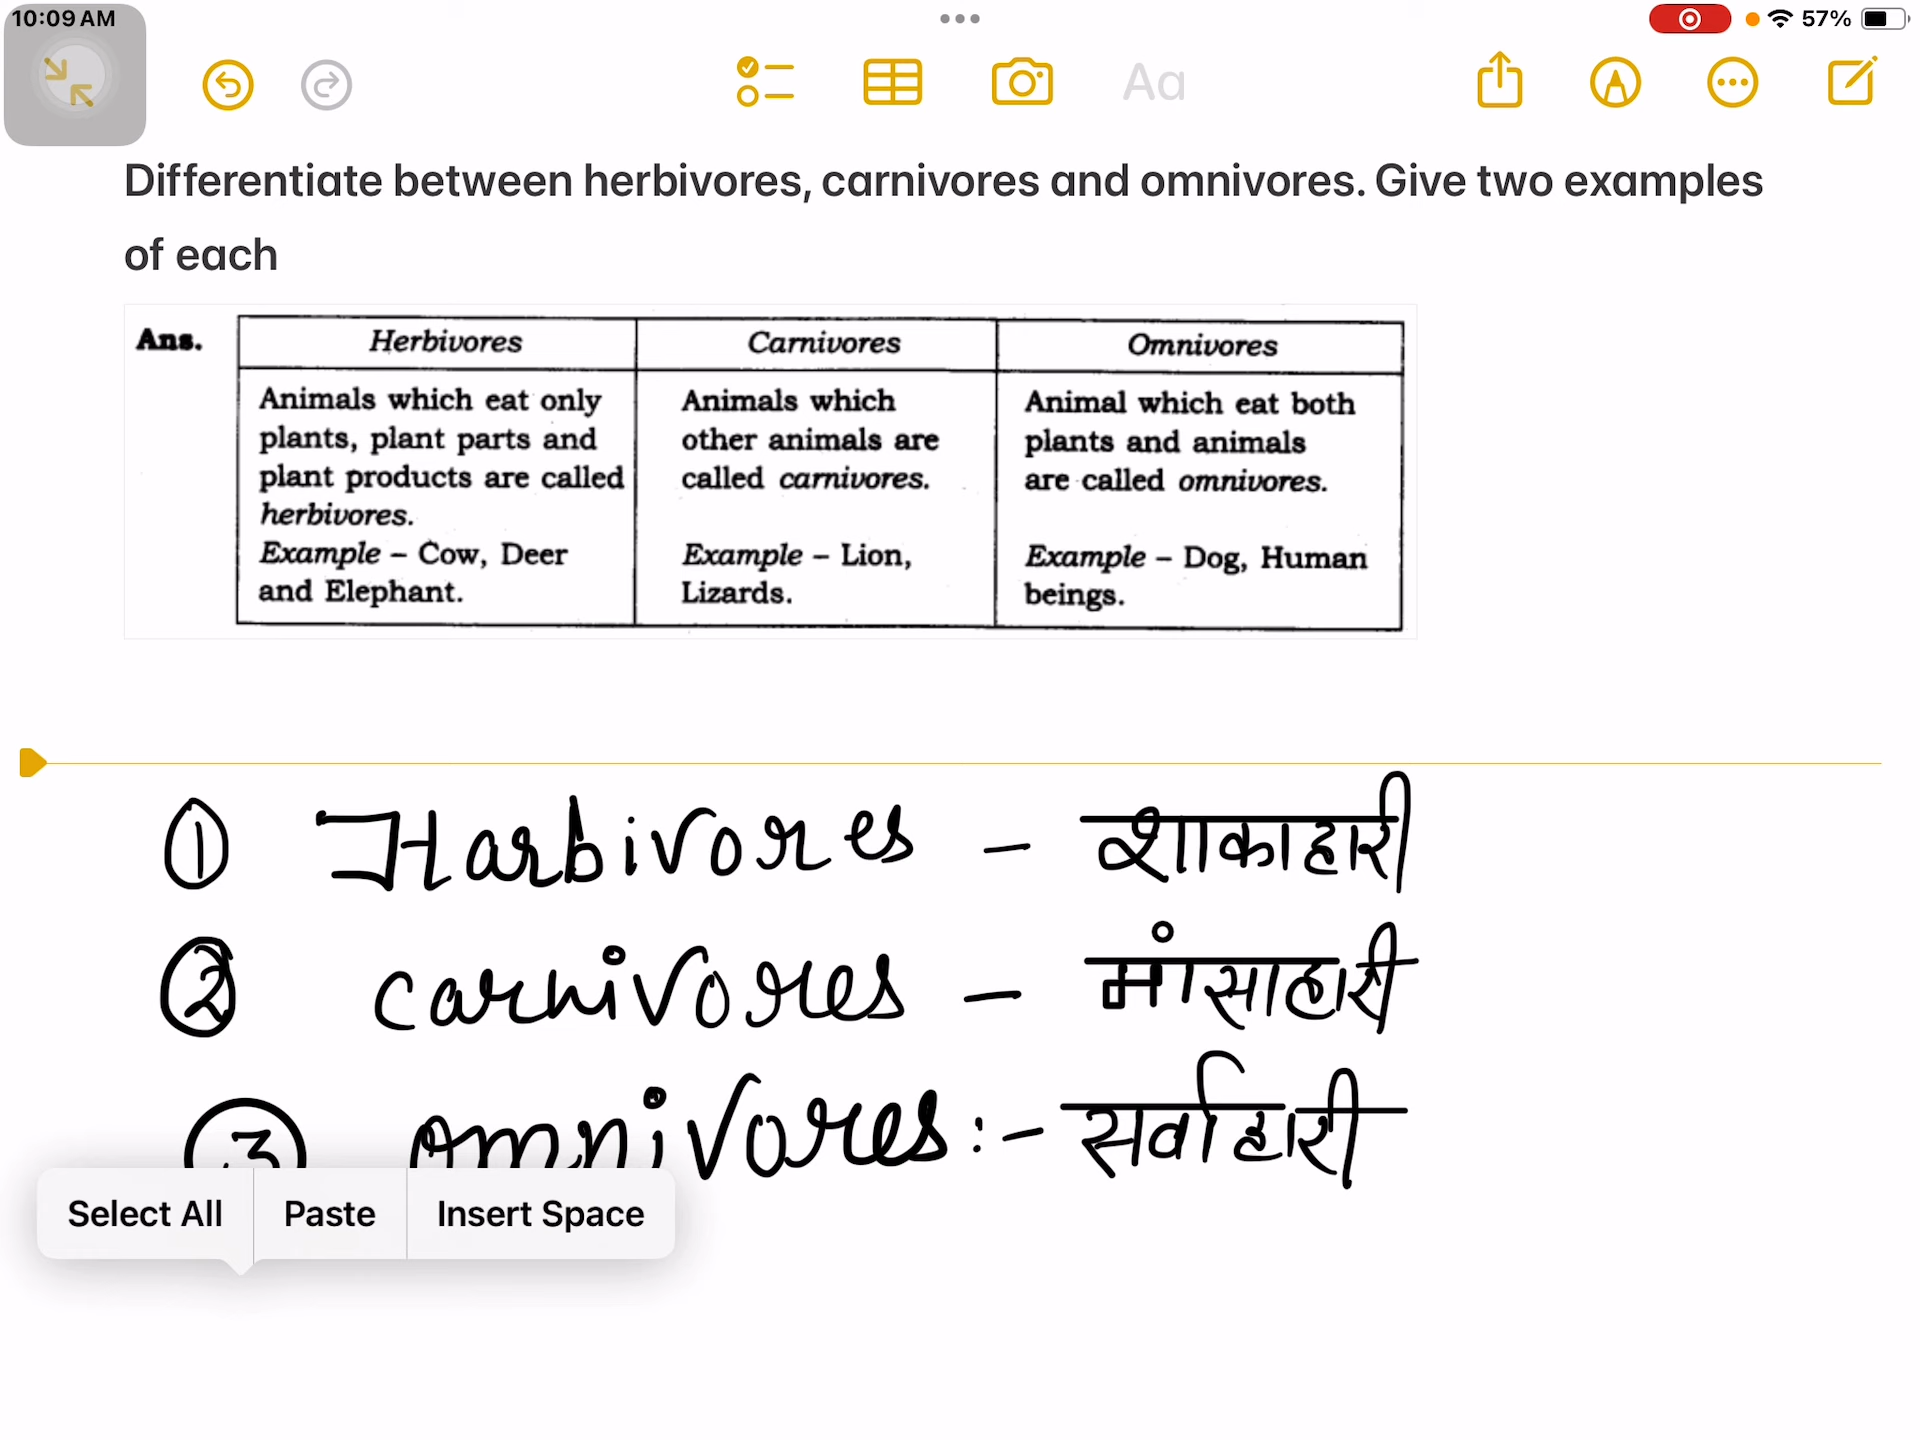 10:09 AM
57%
Aa
Differentiate between herbivores, carnivores and omnivores. Give two examples
of each
Ans.
Herbivores
Carnivores
Omnivores
Animals which eat only
plants, plant parts and
plant products are called
herbivores.
Example – Cow, Deer
and Elephant.
Animals which
other animals are
called carnivores.
Example – Lion,
Lizards.
Animal which eat both
plants and animals
are called omnivores.
Example – Dog, Human
beings.
① Harbivores - शाकाहारी
② carnivores - मांसाहारी
③ omnivores :- सर्वाहारी
Select All Paste Insert Space